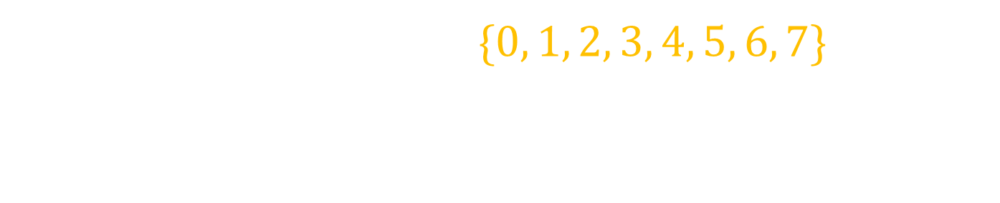 {0, 1, 2, 3, 4, 5, 6, 7}